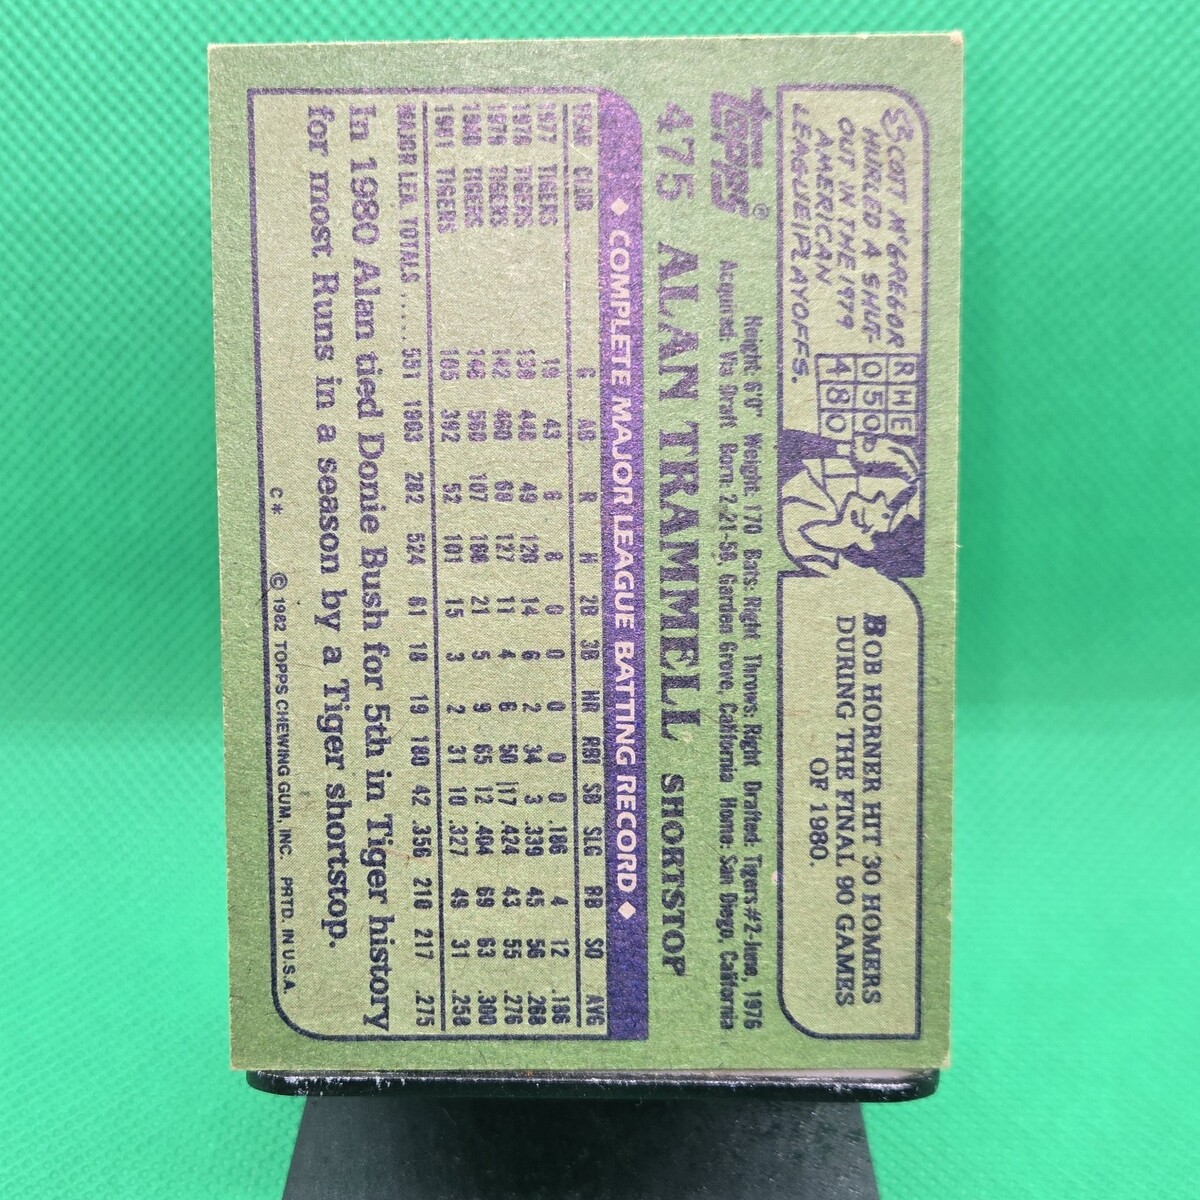 SCOTT McGREGOR
HURLED A SHUT-
OUT IN THE 1979
AMERICAN
LEAGUE PLAYOFFS.
R H E
0 5 0
4 8 0
BOB HORNER HIT 30 HOMERS
DURING THE FINAL 90 GAMES
OF 1980.
TOPPS®
Height: 6'0" Weight: 170 Bats: Right Throws: Right Drafted: Tigers #2-June, 1976
Acquired: Via Draft Born: 2-21-58, Garden Grove, California Home: San Diego, California
475 ALAN TRAMMELL SHORTSTOP
♦ COMPLETE MAJOR LEAGUE BATTING RECORD ♦
YEAR CLUB G AB R H 2B 3B HR RBI SB SLG BB SO AVG
1977 TIGERS 19 43 8 8 0 0 0 0 0 .186 4 12 .186
1978 TIGERS 139 448 49 120 14 6 2 34 3 .339 45 56 .268
1979 TIGERS 142 460 68 127 11 4 6 50 17 .424 43 55 .276
1980 TIGERS 146 560 107 168 21 5 9 65 12 .404 69 63 .300
1981 TIGERS 105 392 52 101 15 3 2 31 10 .327 49 31 .258
MAJOR LEA. TOTALS ..... 551 1903 282 524 61 18 19 180 42 .356 210 217 .275
In 1980 Alan tied Donie Bush for 5th in Tiger history
for most Runs in a season by a Tiger shortstop.
C* © 1982 TOPPS CHEWING GUM, INC. PRTD. IN U.S.A.